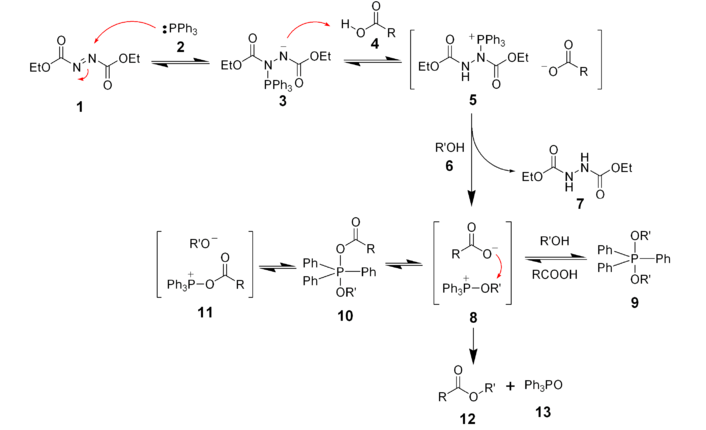 O
EtO
N
N
OEt
O
1
:PPh3
2
O
EtO
N
N
−
OEt
PPh3
O
3
O
H
O
R
4
+
PPh3
O
EtO
N
H
N
OEt
O
5
O
−O
R
R'OH
6
O
EtO
H
N
N
H
OEt
O
7
R'O−
+
Ph3P
O
O
R
11
O
O
R
Ph
P
Ph
Ph
OR'
10
O
R
O−
+
Ph3P
OR'
8
R'OH
RCOOH
OR'
Ph
P
Ph
Ph
OR'
9
O
R
O
R'
12
+
Ph3PO
13